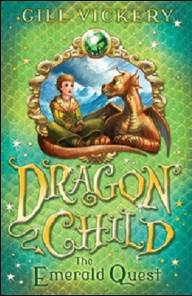 GILL VICKERY
DRAGON
CHILD
The
Emerald Quest